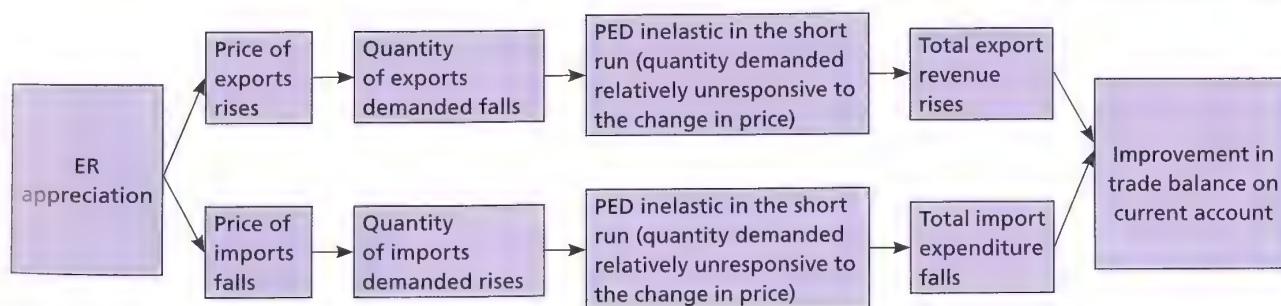 ER
appreciation
Price of
exports
rises
Quantity
of exports
demanded falls
PED inelastic in the short
run (quantity demanded
relatively unresponsive to
the change in price)
Total export
revenue
rises
Price of
imports
falls
Quantity
of imports
demanded rises
PED inelastic in the short
run (quantity demanded
relatively unresponsive to
the change in price)
Total import
expenditure
falls
Improvement in
trade balance on
current account